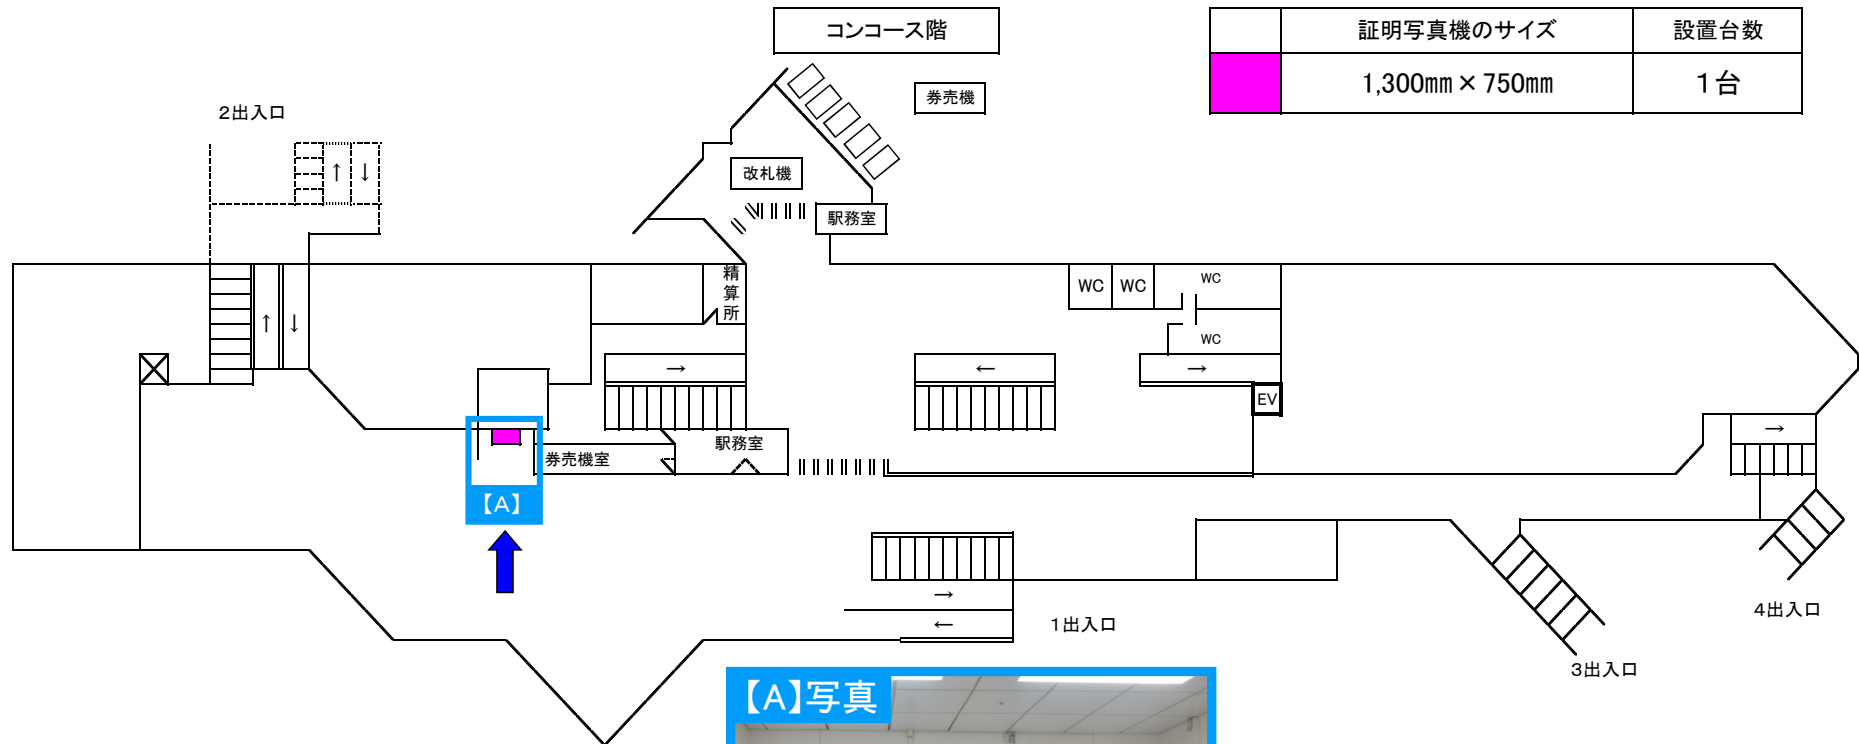 コンコース階
証明写真機のサイズ 設置台数
1,300㎜×750㎜ 1台
券売機
2出入口
↑ ↓
改札機
駅務室
精算所
WC WC WC
WC
↑ ↓
→ ← →
EV
駅務室
券売機室
→
【A】
→
←
1出入口
4出入口
3出入口
【A】写真